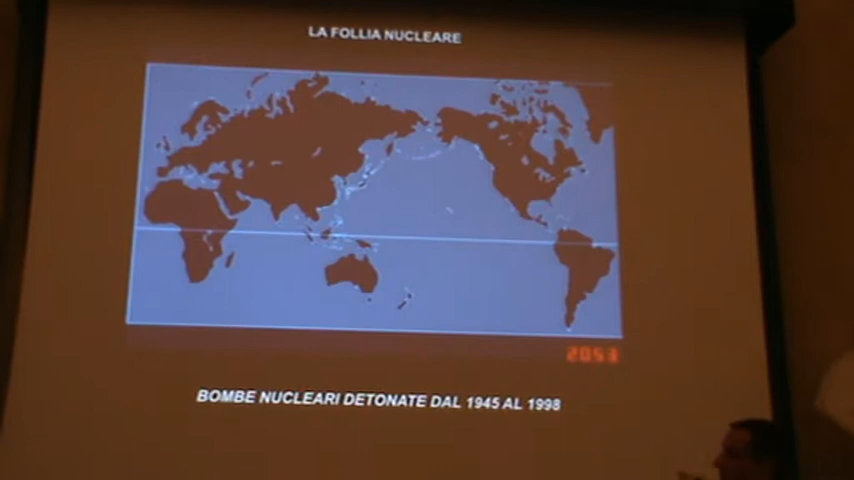 LA FOLLIA NUCLEARE
2053
BOMBE NUCLEARI DETONATE DAL 1945 AL 1998